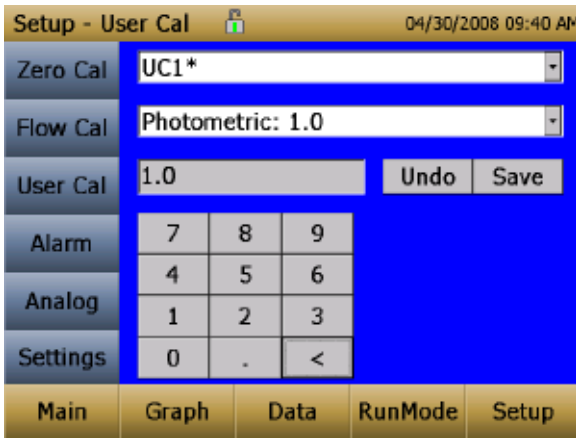 Setup - User Cal 04/30/2008 09:40 AM
Zero Cal
UC1*
Flow Cal
Photometric: 1.0
User Cal
1.0
Undo Save
Alarm
7 8 9
4 5 6
Analog
1 2 3
Settings
0 . <
Main Graph Data RunMode Setup